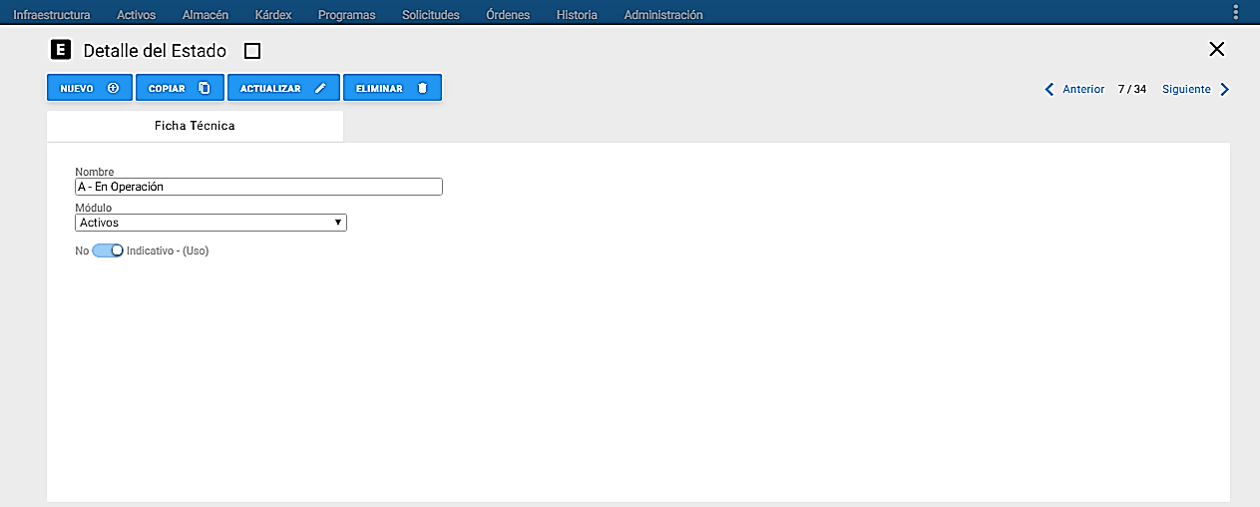 Infraestructura Activos Almacén Kárdex Programas Solicitudes Órdenes Historia Administración
E Detalle del Estado
NUEVO COPIAR ACTUALIZAR ELIMINAR Anterior 7 / 34 Siguiente
Ficha Técnica
Nombre
A - En Operación
Módulo
Activos
No Indicativo - (Uso)